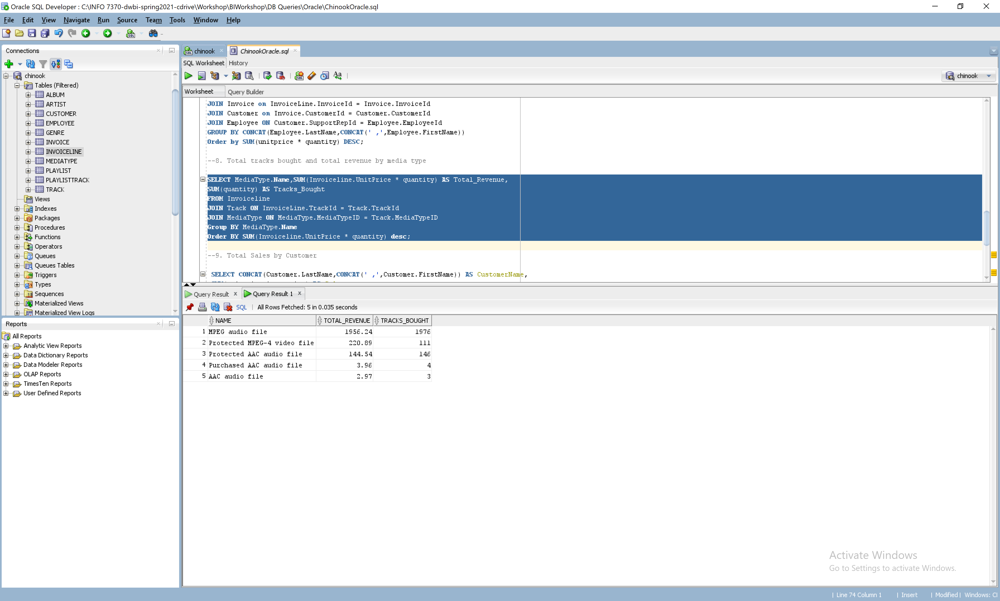 Oracle SQL Developer : C:\INFO 7370-dwbi-spring2021-cdrive\Workshop\BIWorkshop\DB Queries\Oracle\ChinookOracle.sql
File Edit View Navigate Run Source Team Tools Window Help
Connections
chinook
Tables (Filtered)
ALBUM
ARTIST
CUSTOMER
EMPLOYEE
GENRE
INVOICE
INVOICELINE
MEDIATYPE
PLAYLIST
PLAYLISTTRACK
TRACK
Views
Indexes
Packages
Procedures
Functions
Operators
Queues
Queues Tables
Triggers
Types
Sequences
Materialized Views
Materialized View Logs
Reports
All Reports
Analytic View Reports
Data Dictionary Reports
Data Modeler Reports
OLAP Reports
TimesTen Reports
User Defined Reports
chinook ChinookOracle.sql
SQL Worksheet History
chinook
Worksheet Query Builder
JOIN Invoice on InvoiceLine.InvoiceId = Invoice.InvoiceId
JOIN Customer on Invoice.CustomerId = Customer.CustomerId
JOIN Employee ON Customer.SupportRepId = Employee.EmployeeId
GROUP BY CONCAT(Employee.LastName,CONCAT(' ,',Employee.FirstName))
Order by SUM(unitprice * quantity) DESC;
--8. Total tracks bought and total revenue by media type
SELECT MediaType.Name,SUM(Invoiceline.UnitPrice * quantity) AS Total_Revenue,
SUM(quantity) AS Tracks_Bought
FROM Invoiceline
JOIN Track ON InvoiceLine.TrackId = Track.TrackId
JOIN MediaType ON MediaType.MediaTypeID = Track.MediaTypeID
Group BY MediaType.Name
Order BY SUM(Invoiceline.UnitPrice * quantity) desc;
--9. Total Sales by Customer
SELECT CONCAT(Customer.LastName,CONCAT(' ,',Customer.FirstName)) AS CustomerName,
Query Result Query Result 1
SQL | All Rows Fetched: 5 in 0.035 seconds
NAME TOTAL_REVENUE TRACKS_BOUGHT
1 MPEG audio file 1956.24 1976
2 Protected MPEG-4 video file 220.89 111
3 Protected AAC audio file 144.54 146
4 Purchased AAC audio file 3.96 4
5 AAC audio file 2.97 3
Activate Windows
Go to Settings to activate Windows.
| Line 74 Column 1 | Insert | Modified | Windows: Cl